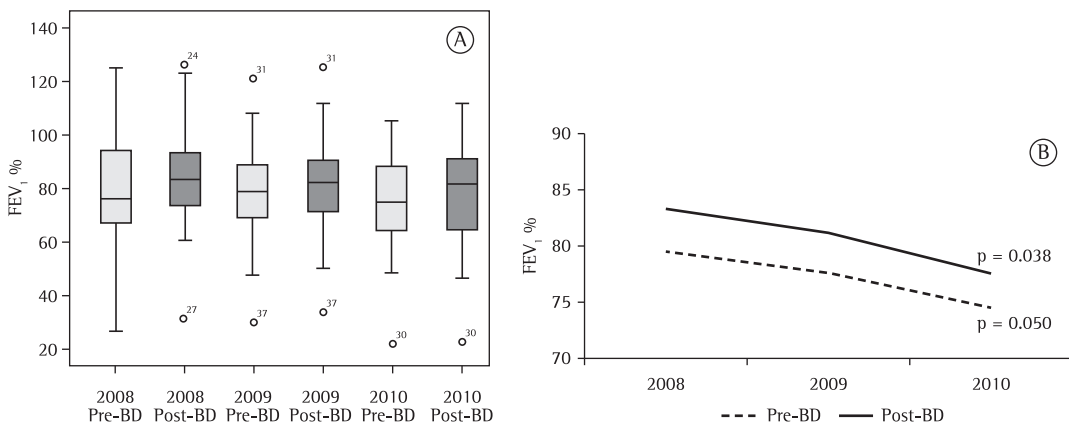 A
FEV₁ %
140
120
100
80
60
40
20
24
27
31
37
31
37
30
30
2008 Pre-BD
2008 Post-BD
2009 Pre-BD
2009 Post-BD
2010 Pre-BD
2010 Post-BD
B
FEV₁ %
90
85
80
75
70
p = 0.038
p = 0.050
2008 2009 2010
Pre-BD Post-BD